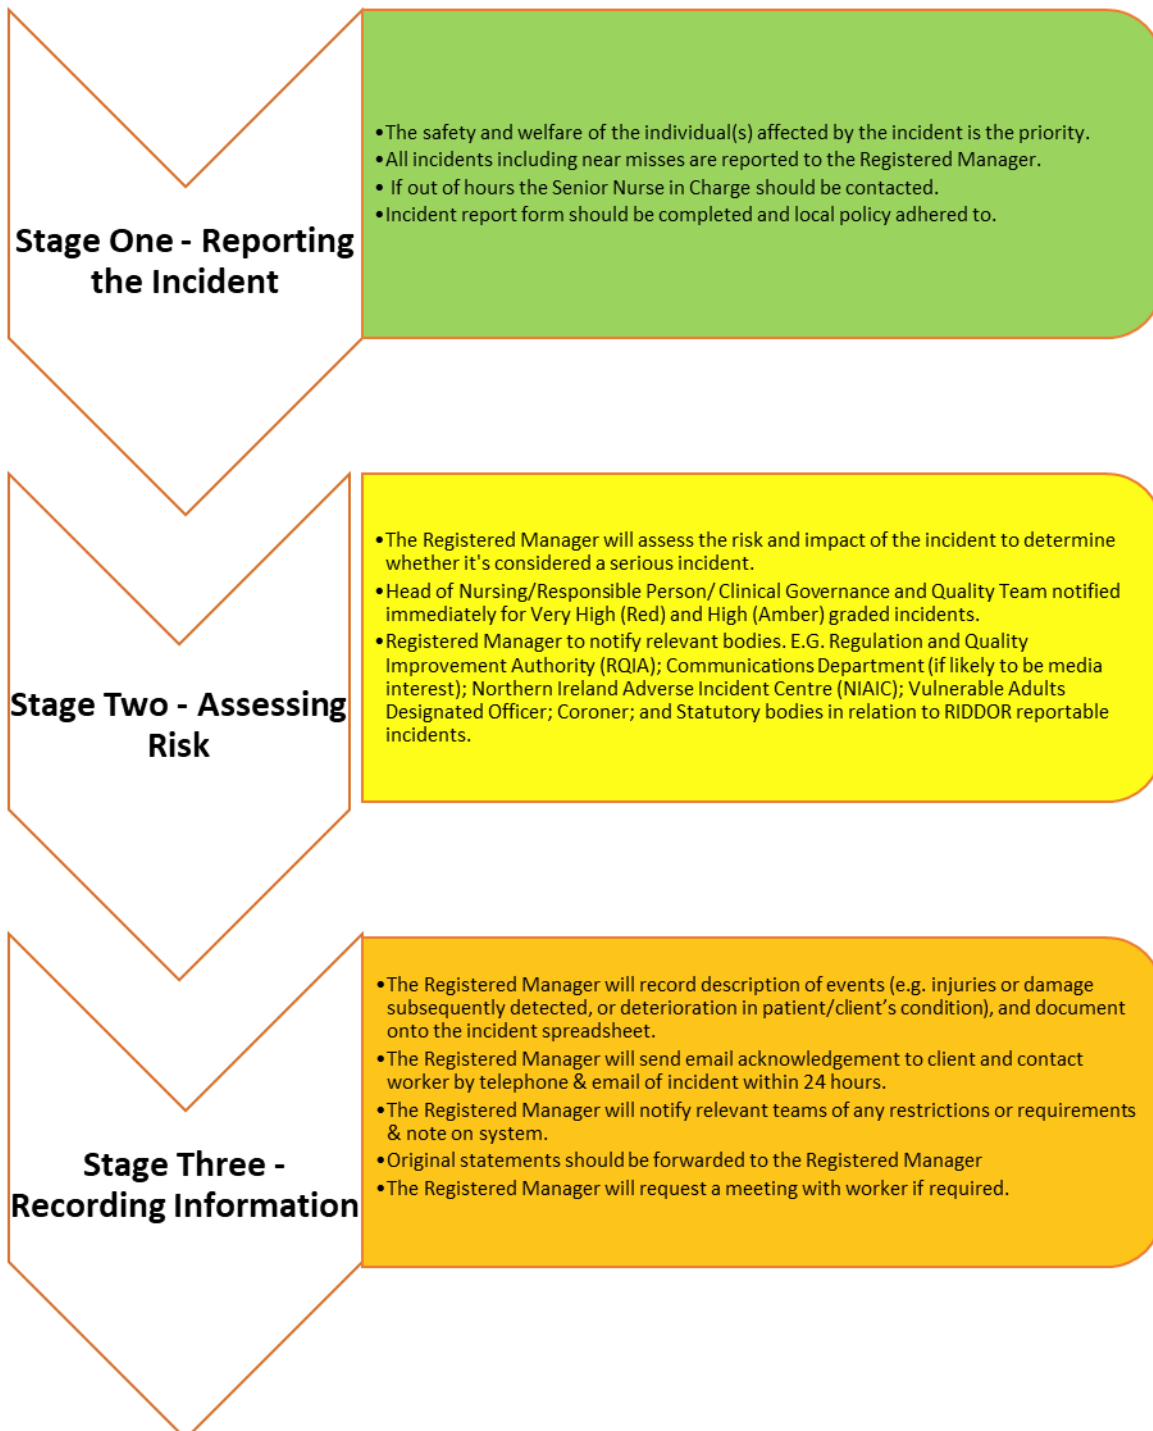 Stage One - Reporting
the Incident
•The safety and welfare of the individual(s) affected by the incident is the priority.
•All incidents including near misses are reported to the Registered Manager.
• If out of hours the Senior Nurse in Charge should be contacted.
•Incident report form should be completed and local policy adhered to.
Stage Two - Assessing
Risk
•The Registered Manager will assess the risk and impact of the incident to determine
whether it's considered a serious incident.
•Head of Nursing/Responsible Person/ Clinical Governance and Quality Team notified
immediately for Very High (Red) and High (Amber) graded incidents.
•Registered Manager to notify relevant bodies. E.G. Regulation and Quality
Improvement Authority (RQIA); Communications Department (if likely to be media
interest); Northern Ireland Adverse Incident Centre (NIAIC); Vulnerable Adults
Designated Officer; Coroner; and Statutory bodies in relation to RIDDOR reportable
incidents.
Stage Three -
Recording Information
•The Registered Manager will record description of events (e.g. injuries or damage
subsequently detected, or deterioration in patient/client’s condition), and document
onto the incident spreadsheet.
•The Registered Manager will send email acknowledgement to client and contact
worker by telephone & email of incident within 24 hours.
•The Registered Manager will notify relevant teams of any restrictions or requirements
& note on system.
•Original statements should be forwarded to the Registered Manager
•The Registered Manager will request a meeting with worker if required.